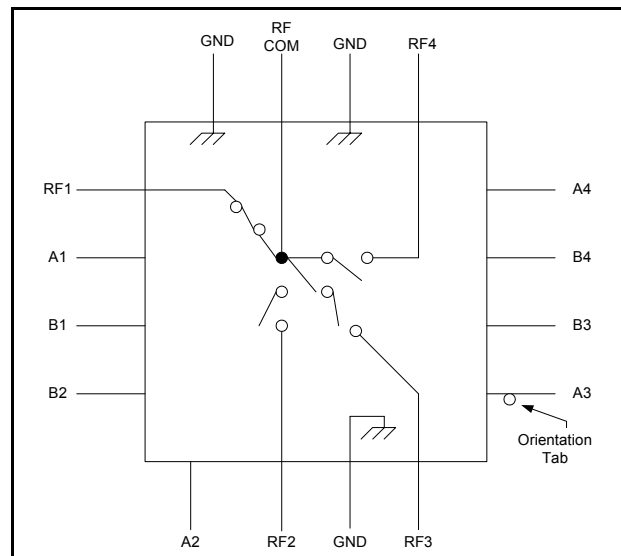 GND
RF
COM
GND
RF4
RF1
A1
B1
B2
A4
B4
B3
A3
Orientation
Tab
A2
RF2
GND
RF3